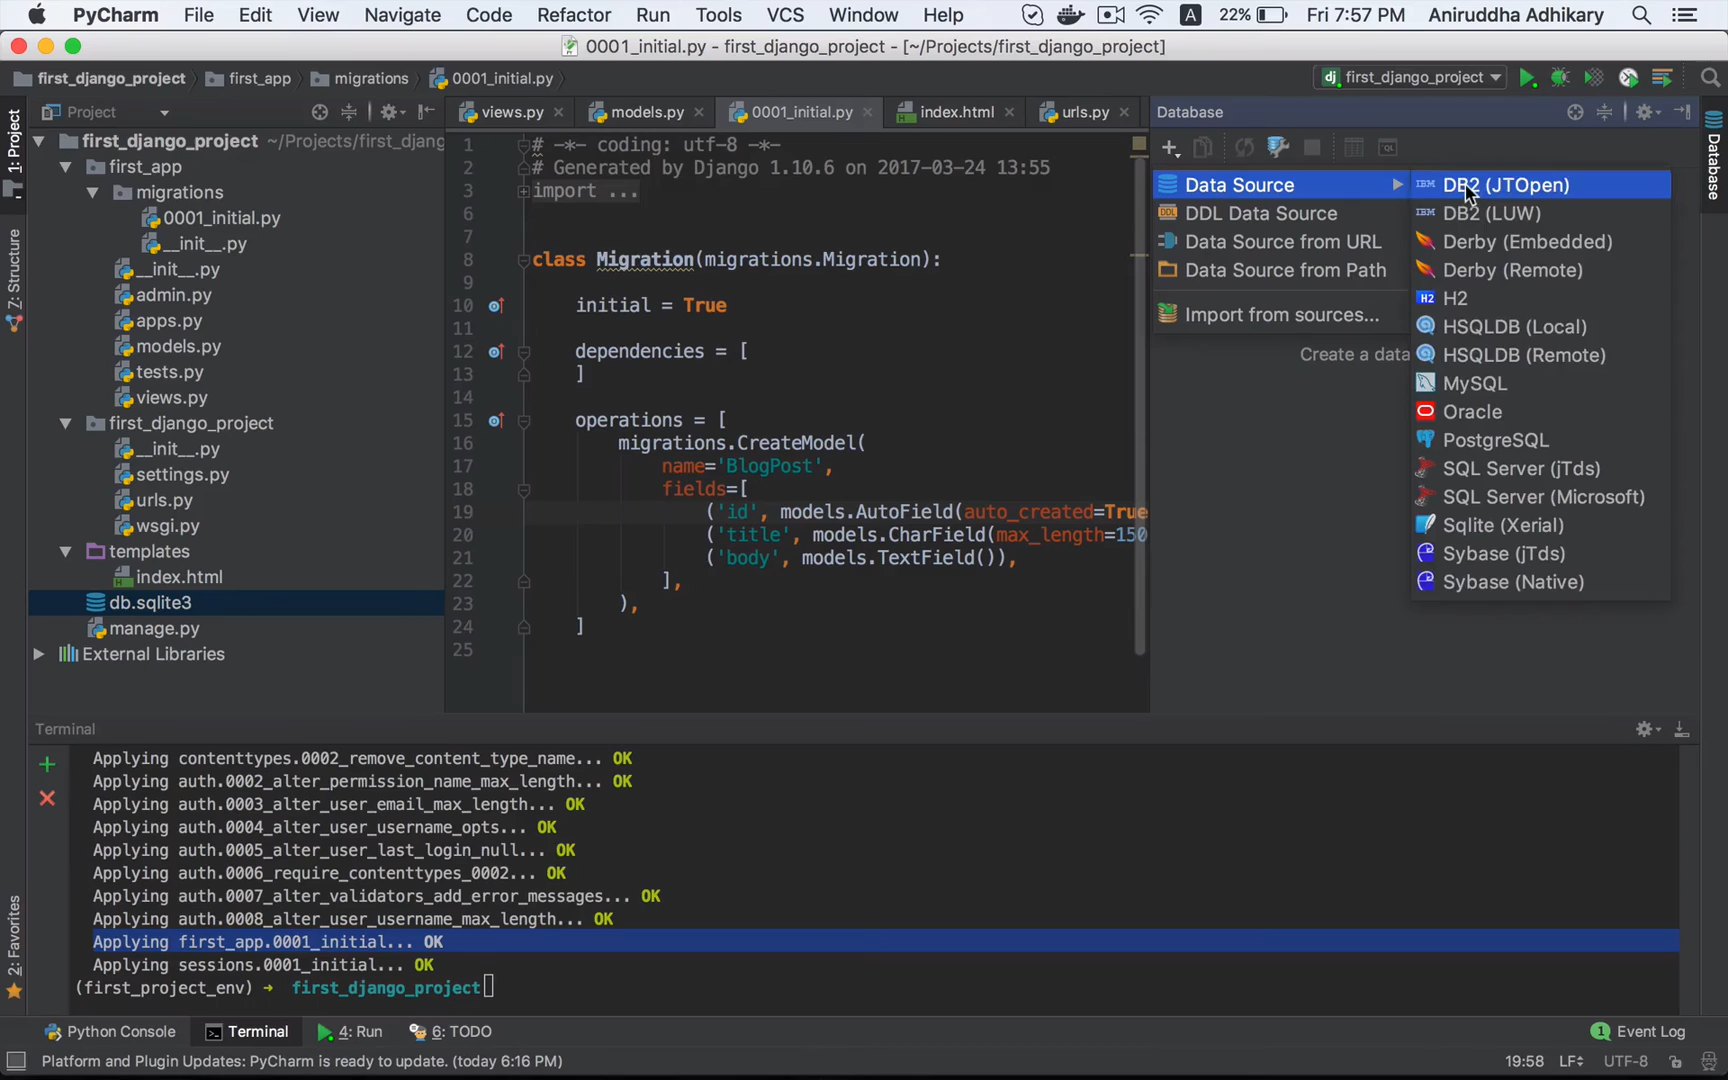 PyCharm File Edit View Navigate Code Refactor Run Tools VCS Window Help A 22% Fri 7:57 PM Aniruddha Adhikary
0001_initial.py - first_django_project - [~/Projects/first_django_project]
first_django_project first_app migrations 0001_initial.py dj first_django_project
Project views.py models.py 0001_initial.py index.html urls.py Database
1: Project
Z: Structure
2: Favorites
first_django_project ~/Projects/first_djang
first_app
migrations
0001_initial.py
__init__.py
__init__.py
admin.py
apps.py
models.py
tests.py
views.py
first_django_project
__init__.py
settings.py
urls.py
wsgi.py
templates
index.html
db.sqlite3
manage.py
External Libraries
1 # -*- coding: utf-8 -*-
2 # Generated by Django 1.10.6 on 2017-03-24 13:55
3 import ...
6
7
8 class Migration(migrations.Migration):
9
10 initial = True
11
12 dependencies = [
13 ]
14
15 operations = [
16 migrations.CreateModel(
17 name='BlogPost',
18 fields=[
19 ('id', models.AutoField(auto_created=True
20 ('title', models.CharField(max_length=150
21 ('body', models.TextField()),
22 ],
23 ),
24 ]
25
Data Source
DDL Data Source
Data Source from URL
Data Source from Path
Import from sources...
Create a data
IBM DB2 (JTOpen)
IBM DB2 (LUW)
Derby (Embedded)
Derby (Remote)
H2 H2
HSQLDB (Local)
HSQLDB (Remote)
MySQL
Oracle
PostgreSQL
SQL Server (jTds)
SQL Server (Microsoft)
Sqlite (Xerial)
Sybase (jTds)
Sybase (Native)
Database
Terminal
Applying contenttypes.0002_remove_content_type_name... OK
Applying auth.0002_alter_permission_name_max_length... OK
Applying auth.0003_alter_user_email_max_length... OK
Applying auth.0004_alter_user_username_opts... OK
Applying auth.0005_alter_user_last_login_null... OK
Applying auth.0006_require_contenttypes_0002... OK
Applying auth.0007_alter_validators_add_error_messages... OK
Applying auth.0008_alter_user_username_max_length... OK
Applying first_app.0001_initial... OK
Applying sessions.0001_initial... OK
(first_project_env) → first_django_project
Python Console Terminal 4: Run 6: TODO 1 Event Log
Platform and Plugin Updates: PyCharm is ready to update. (today 6:16 PM) 19:58 LF÷ UTF-8